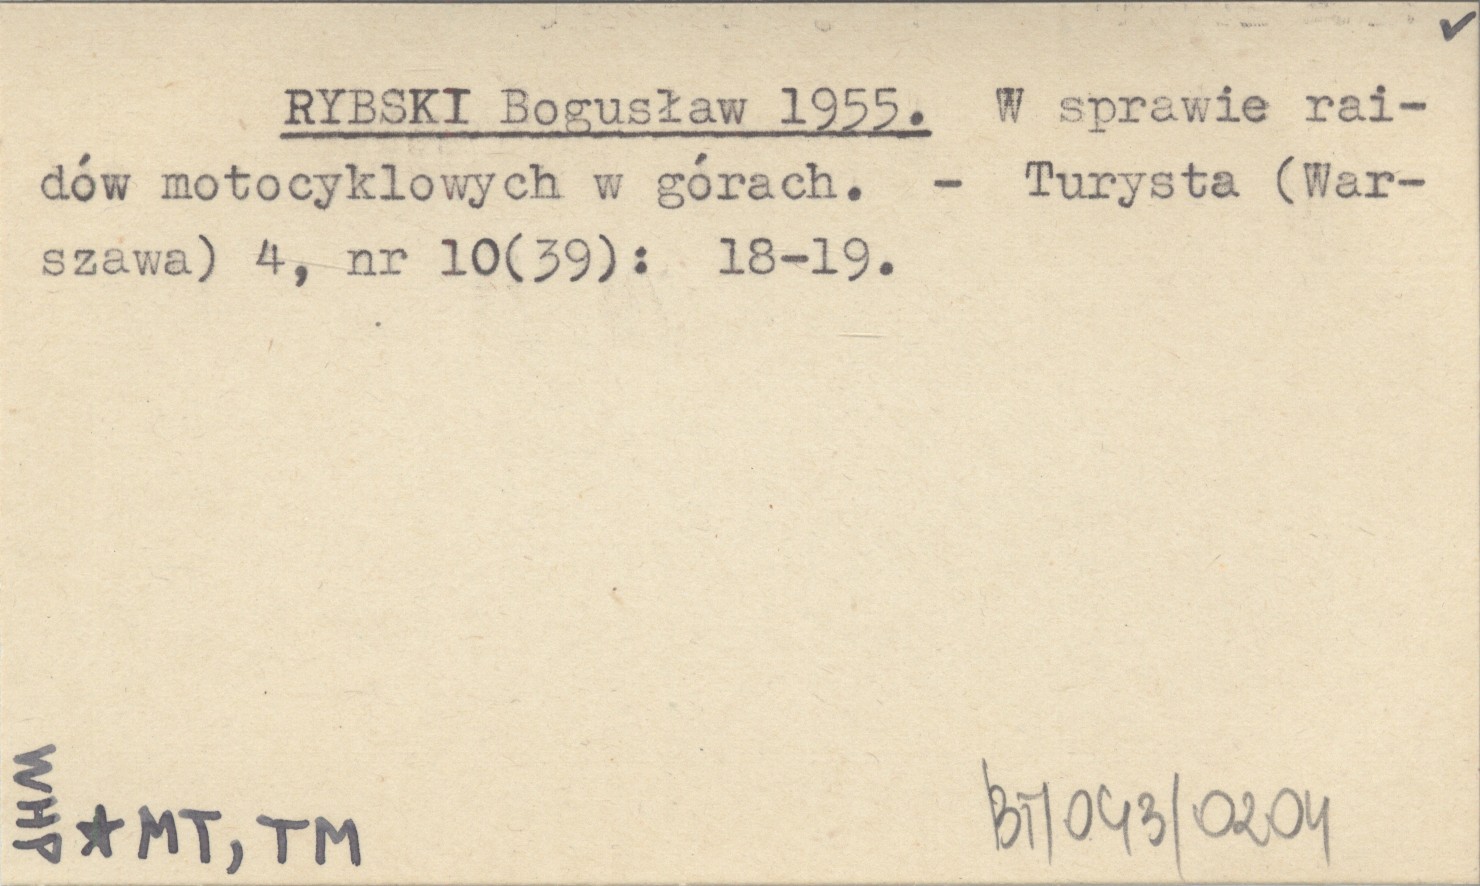 RYBSKI Bogusław 1955. W sprawie rai-
dów motocyklowych w górach. - Turysta (War-
szawa) 4, nr 10(39): 18-19.
WHP
★MT, TM
BT/043/0204